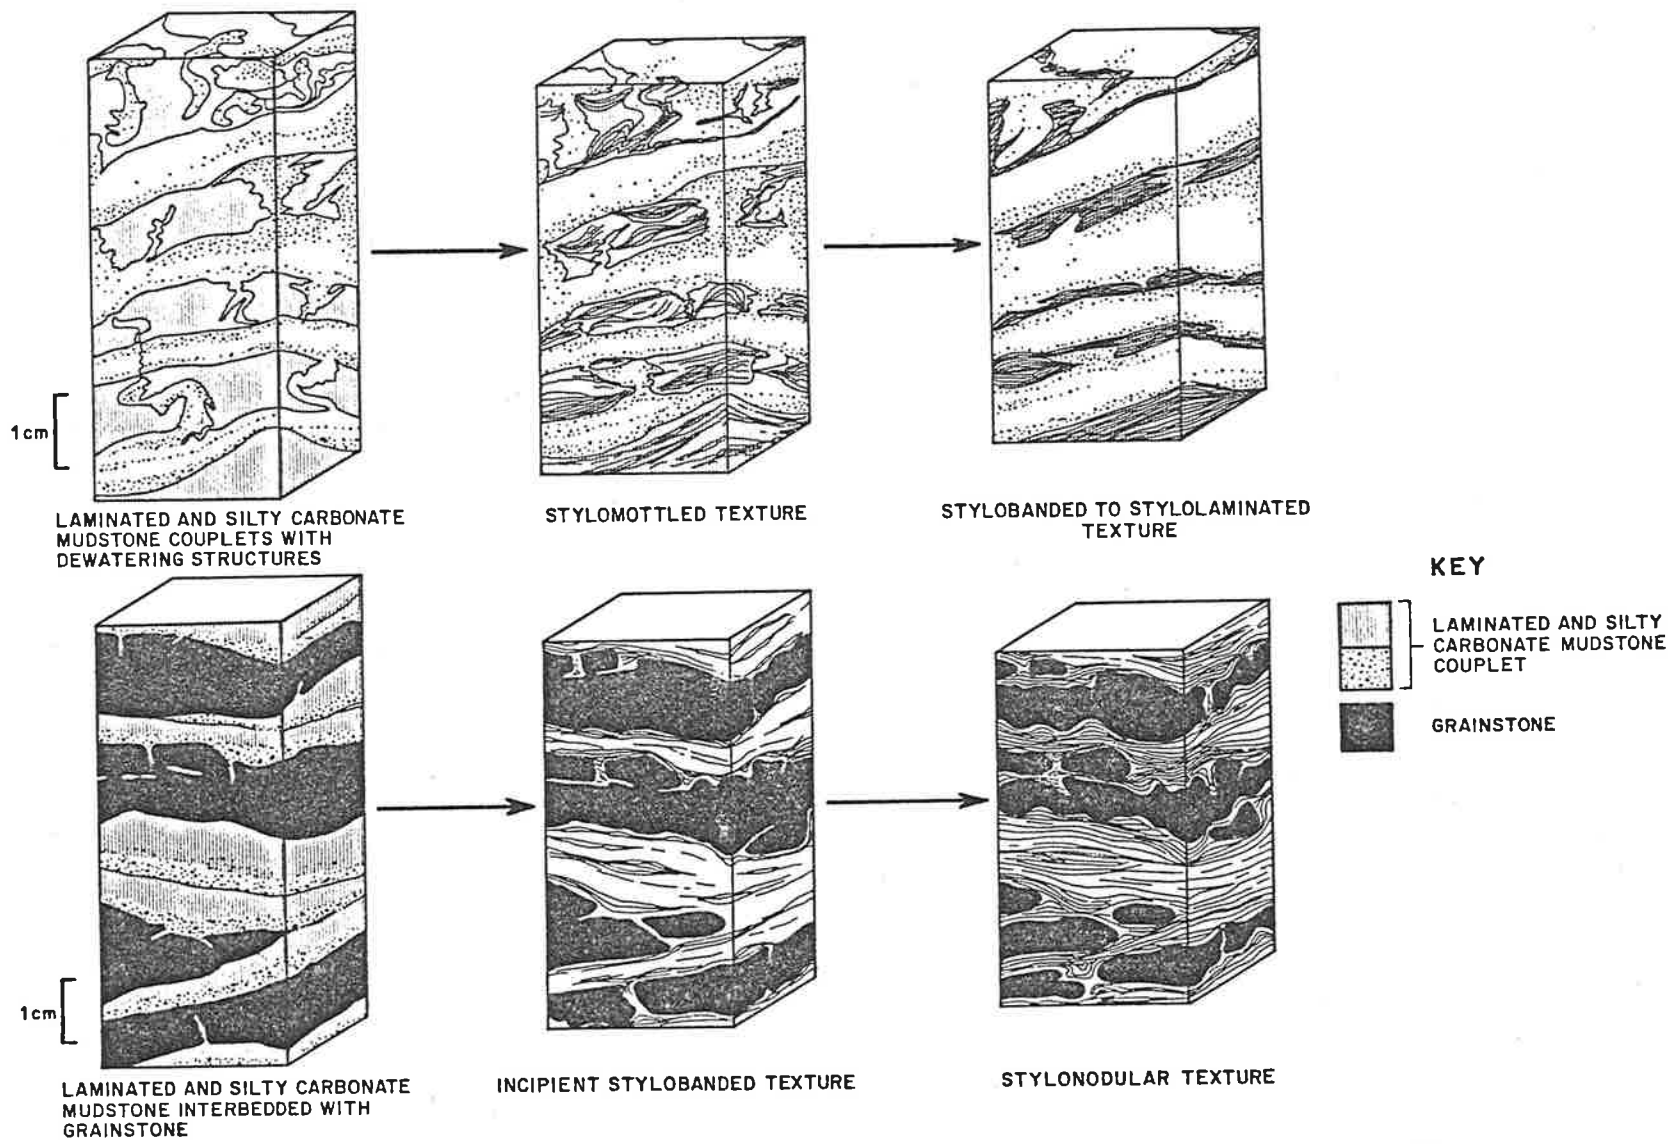 1cm
LAMINATED AND SILTY CARBONATE
MUDSTONE COUPLETS WITH
DEWATERING STRUCTURES
STYLOMOTTLED TEXTURE
STYLOBANDED TO STYLOLAMINATED
TEXTURE
KEY
LAMINATED AND SILTY
CARBONATE MUDSTONE
COUPLET
GRAINSTONE
1cm
LAMINATED AND SILTY CARBONATE
MUDSTONE INTERBEDDED WITH
GRAINSTONE
INCIPIENT STYLOBANDED TEXTURE
STYLONODULAR TEXTURE